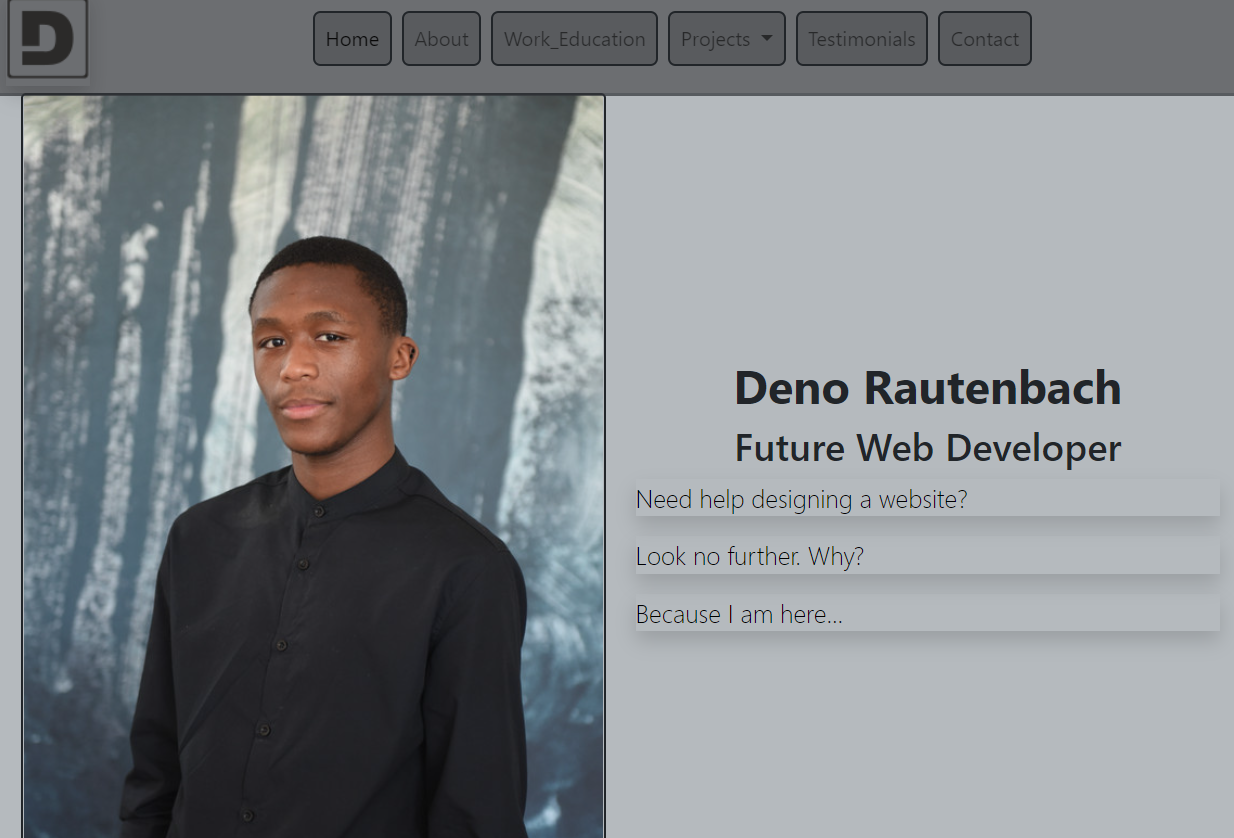 D
Home
About
Work_Education
Projects
Testimonials
Contact
Deno Rautenbach
Future Web Developer
Need help designing a website?
Look no further. Why?
Because I am here...